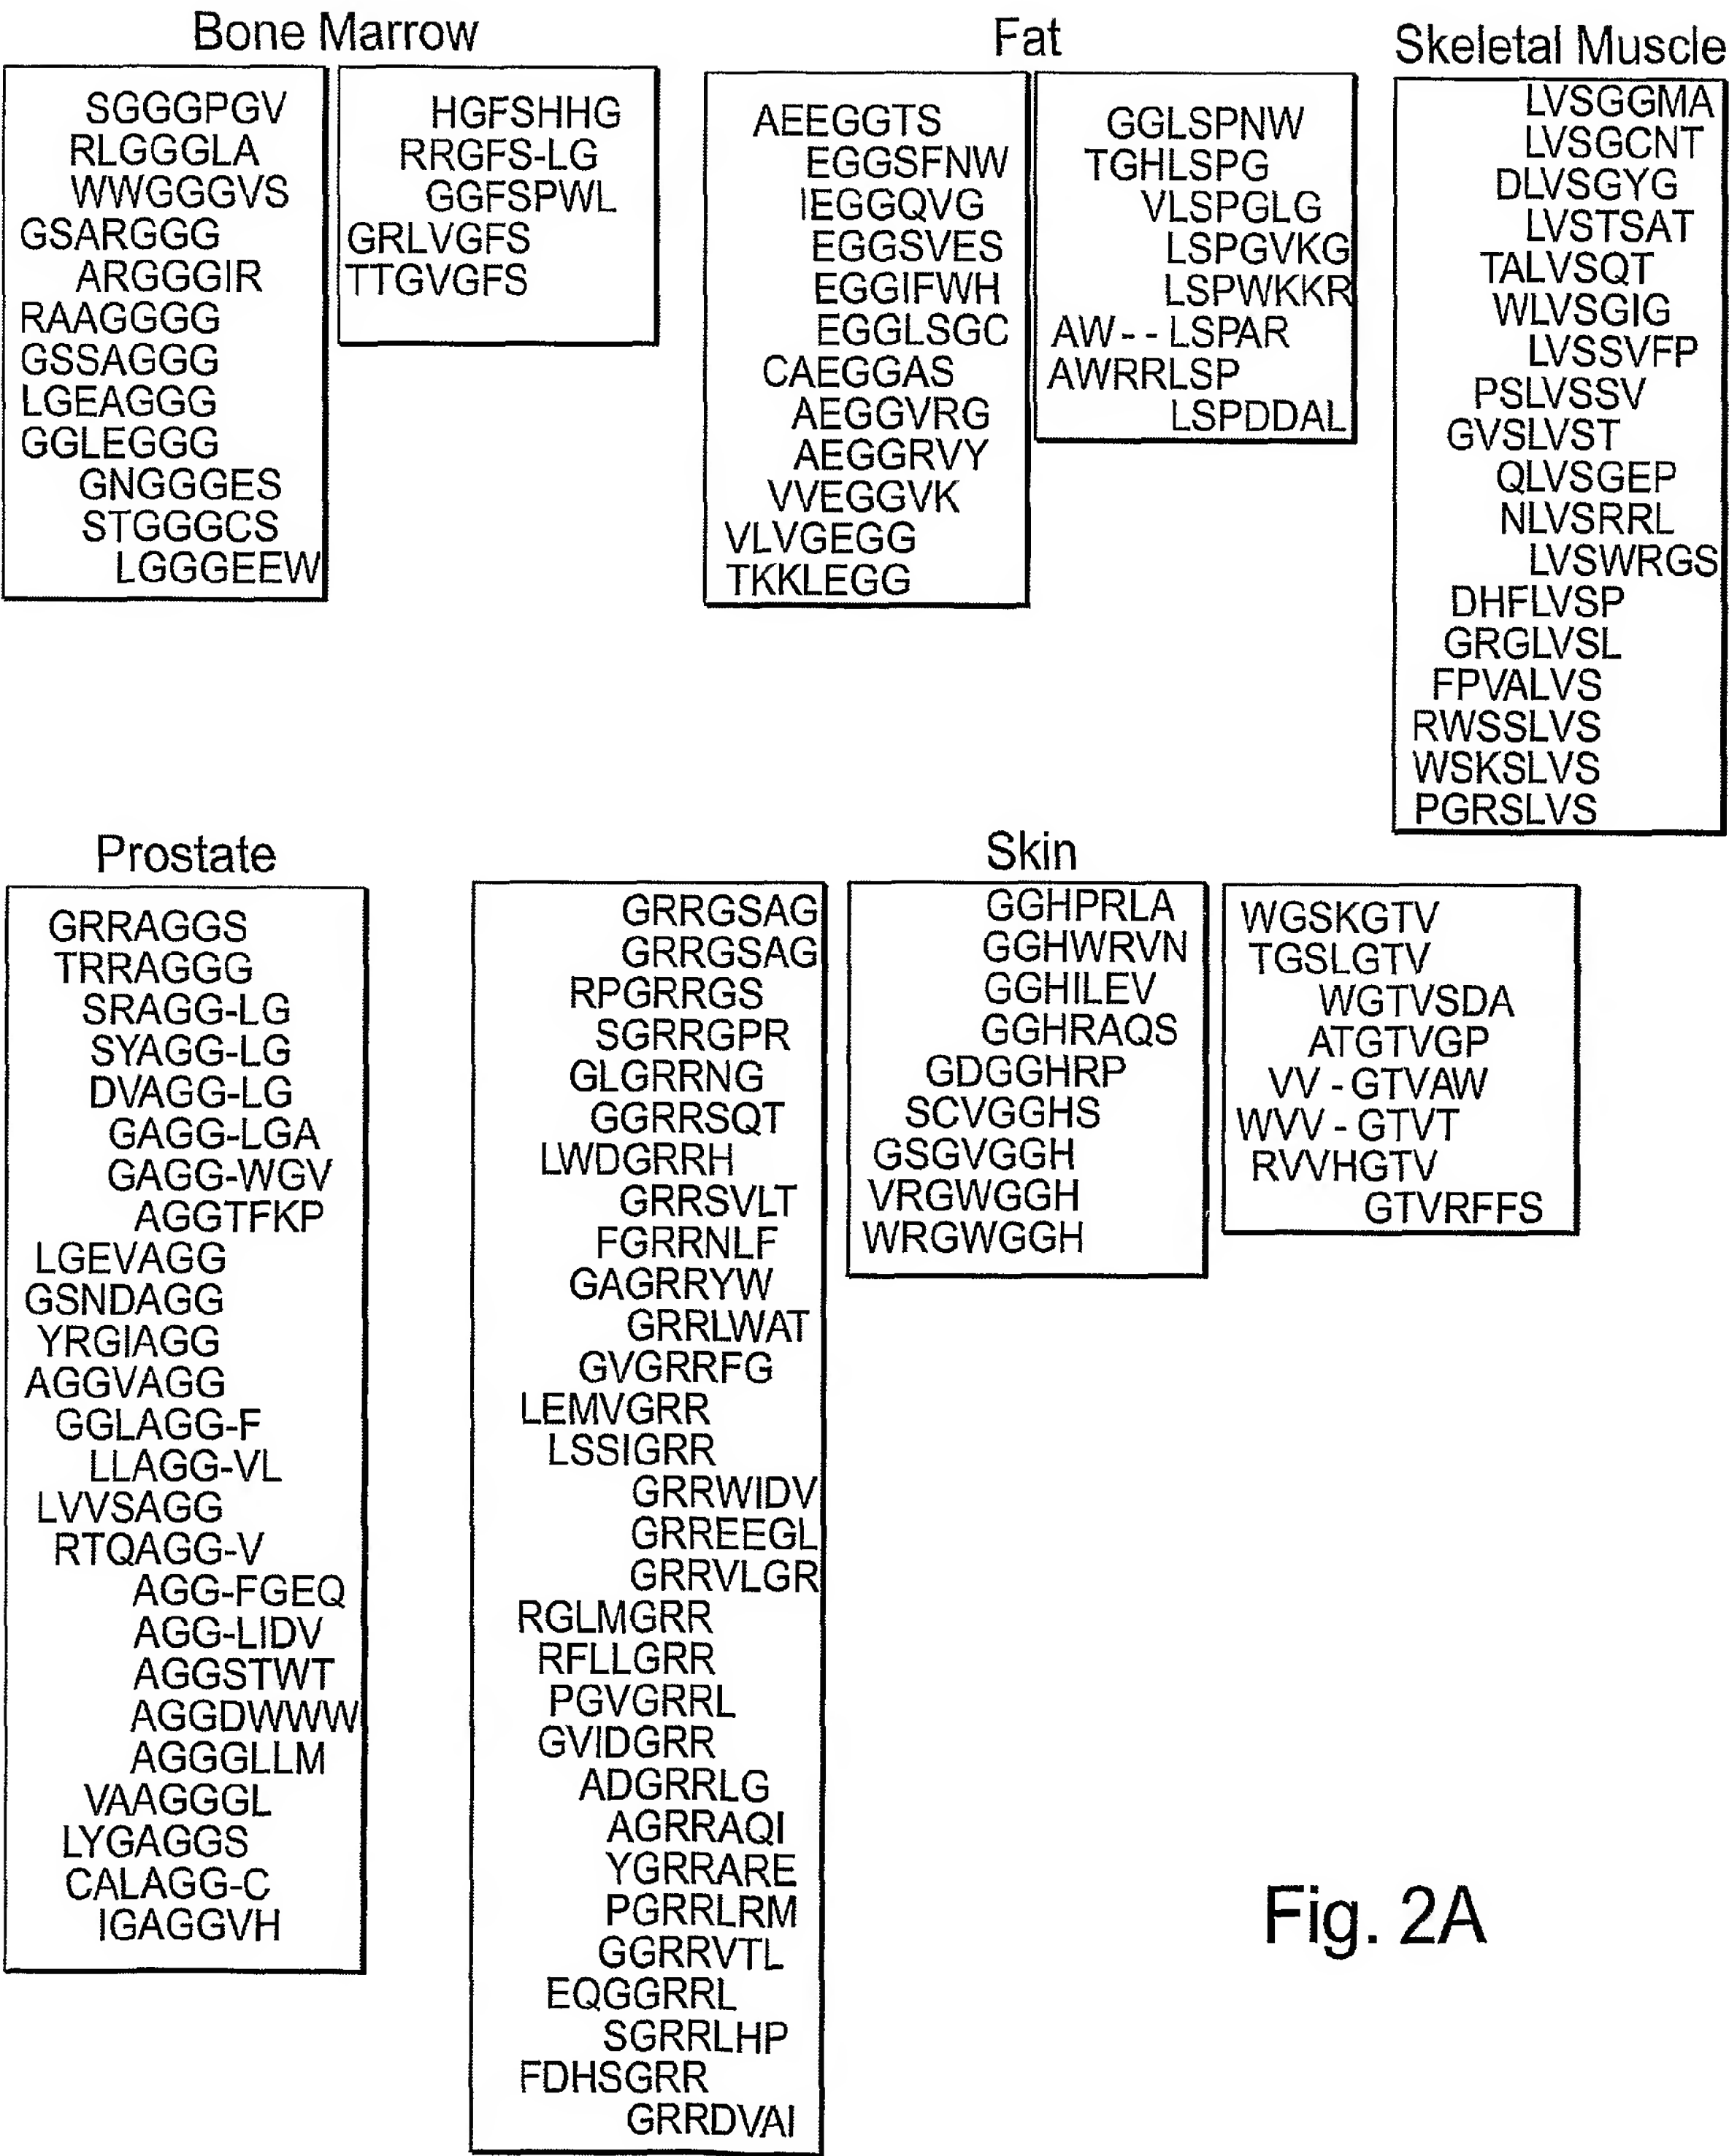 Bone Marrow
SGGGPGV
RLGGGLA
WWGGGVS
GSARGGG
ARGGGIR
RAAGGGG
GSSAGGG
LGEAGGG
GGLEGGG
GNGGGES
STGGGCS
LGGGEEW
HGFSHHG
RRGFS-LG
GGFSPWL
GRLVGFS
TTGVGFS
Fat
AEEGGTS
EGGSFNW
IEGGQVG
EGGSVES
EGGIFWH
EGGLSGC
CAEGGAS
AEGGVRG
AEGGRVY
VVEGGVK
VLVGEGG
TKKLEGG
GGLSPNW
TGHLSPG
VLSPGLG
LSPGVKG
LSPWKKR
AW--LSPAR
AWRRLSP
LSPDDAL
Skeletal Muscle
LVSGGMA
LVSGCNT
DLVSGYG
LVSTSAT
TALVSQT
WLVSGIG
LVSSVFP
PSLVSSV
GVSLVST
QLVSGEP
NLVSRRL
LVSWRGS
DHFLVSP
GRGLVSL
FPVALVS
RWSSLVS
WSKSLVS
PGRSLVS
Prostate
GRRAGGS
TRRAGGG
SRAGG-LG
SYAGG-LG
DVAGG-LG
GAGG-LGA
GAGG-WGV
AGGTFKP
LGEVAGG
GSNDAGG
YRGIAGG
AGGVAGG
GGLAGG-F
LLAGG-VL
LVVSAGG
RTQAGG-V
AGG-FGEQ
AGG-LIDV
AGGSTWT
AGGDWWW
AGGGLLM
VAAGGGL
LYGAGGS
CALAGG-C
IGAGGVH
Skin
GRRGSAG
GRRGSAG
RPGRRGS
SGRRGPR
GLGRRNG
GGRRSQT
LWDGRRH
GRRSVLT
FGRRNLF
GAGRRYW
GRRLWAT
GVGRRFG
LEMVGRR
LSSIGRR
GRRWIDV
GRREEGL
GRRVLGR
RGLMGRR
RFLLGRR
PGVGRRL
GVIDGRR
ADGRRLG
AGRRAQI
YGRRARE
PGRRLRM
GGRRVTL
EQGGRRL
SGRRLHP
FDHSGRR
GRRDVAI
GGHPRLA
GGHWRVN
GGHILEV
GGHRAQS
GDGGHRP
SCVGGHS
GSGVGGH
VRGWGGH
WRGWGGH
WGSKGTV
TGSLGTV
WGTVSDA
ATGTVGP
VV-GTVAW
WVV-GTVT
RVVHGTV
GTVRFFS
Fig. 2A